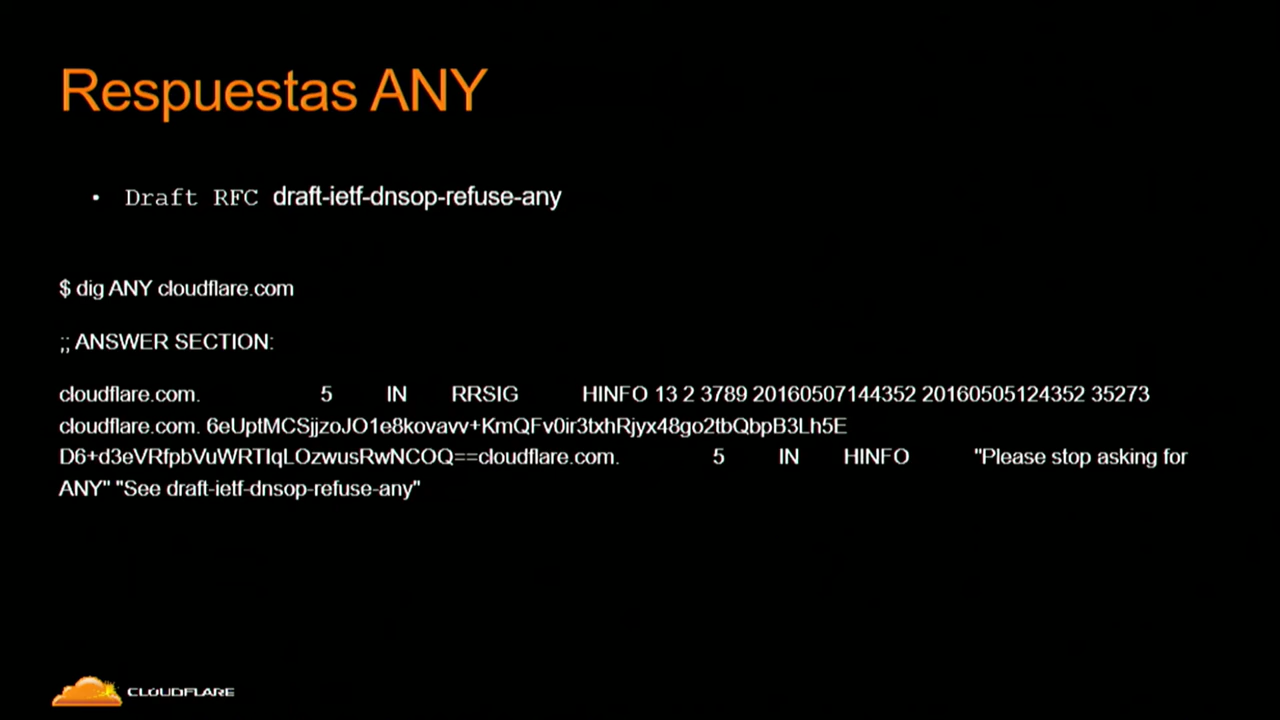 Respuestas ANY
• Draft RFC draft-ietf-dnsop-refuse-any
$ dig ANY cloudflare.com
;; ANSWER SECTION:
cloudflare.com. 5 IN RRSIG HINFO 13 2 3789 20160507144352 20160505124352 35273
cloudflare.com. 6eUptMCSjjzoJO1e8kovavv+KmQFv0ir3txhRjyx48go2tbQbpB3Lh5E
D6+d3eVRfpbVuWRTIqLOzwusRwNCOQ==cloudflare.com. 5 IN HINFO "Please stop asking for
ANY" "See draft-ietf-dnsop-refuse-any"
CLOUDFLARE